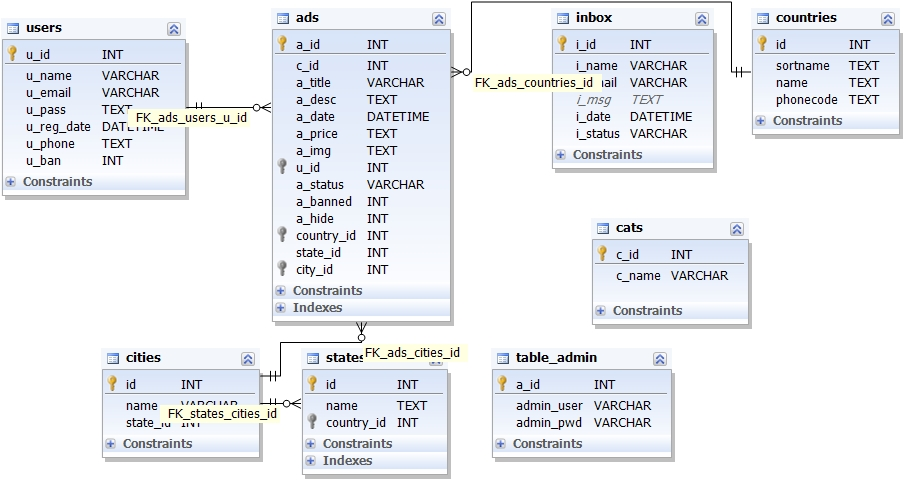 users
u_id INT
u_name VARCHAR
u_email VARCHAR
u_pass TEXT
u_reg_date DATETIME
u_phone TEXT
u_ban INT
Constraints
FK_ads_users_u_id
ads
a_id INT
c_id INT
a_title VARCHAR
a_desc TEXT
a_date DATETIME
a_price TEXT
a_img TEXT
u_id INT
a_status VARCHAR
a_banned INT
a_hide INT
country_id INT
state_id INT
city_id INT
Constraints
Indexes
FK_ads_countries_id
inbox
i_id INT
i_name VARCHAR
ail VARCHAR
i_msg TEXT
i_date DATETIME
i_status VARCHAR
Constraints
countries
id INT
sortname TEXT
name TEXT
phonecode TEXT
Constraints
cats
c_id INT
c_name VARCHAR
Constraints
FK_ads_cities_id
cities
id INT
name VARCHAR
state_id INT
Constraints
FK_states_cities_id
states
id INT
name TEXT
country_id INT
Constraints
Indexes
table_admin
a_id INT
admin_user VARCHAR
admin_pwd VARCHAR
Constraints